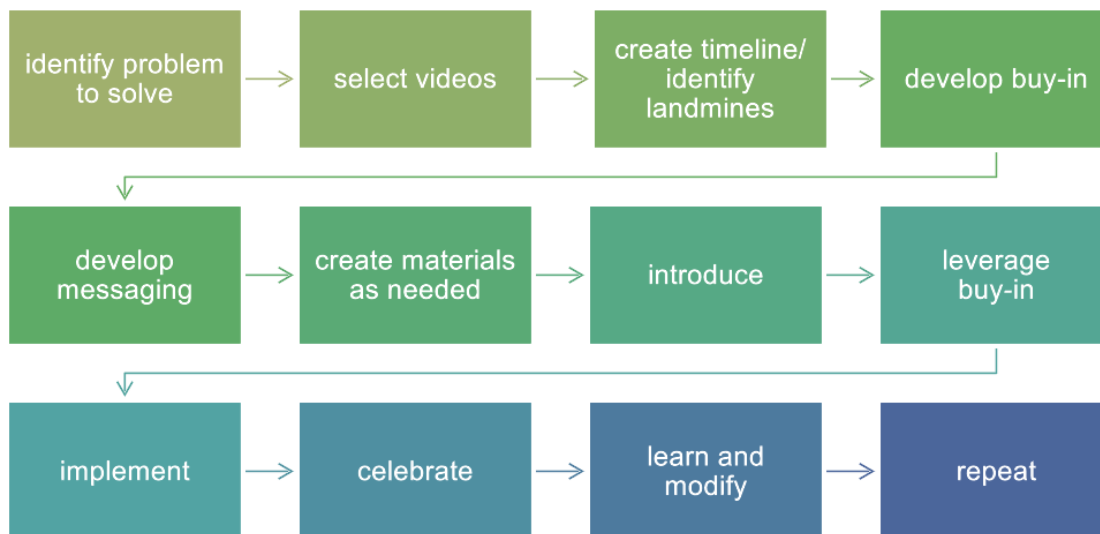 identify problem
to solve
select videos
create timeline/
identify
landmines
develop buy-in
develop
messaging
create materials
as needed
introduce
leverage
buy-in
implement
celebrate
learn and
modify
repeat